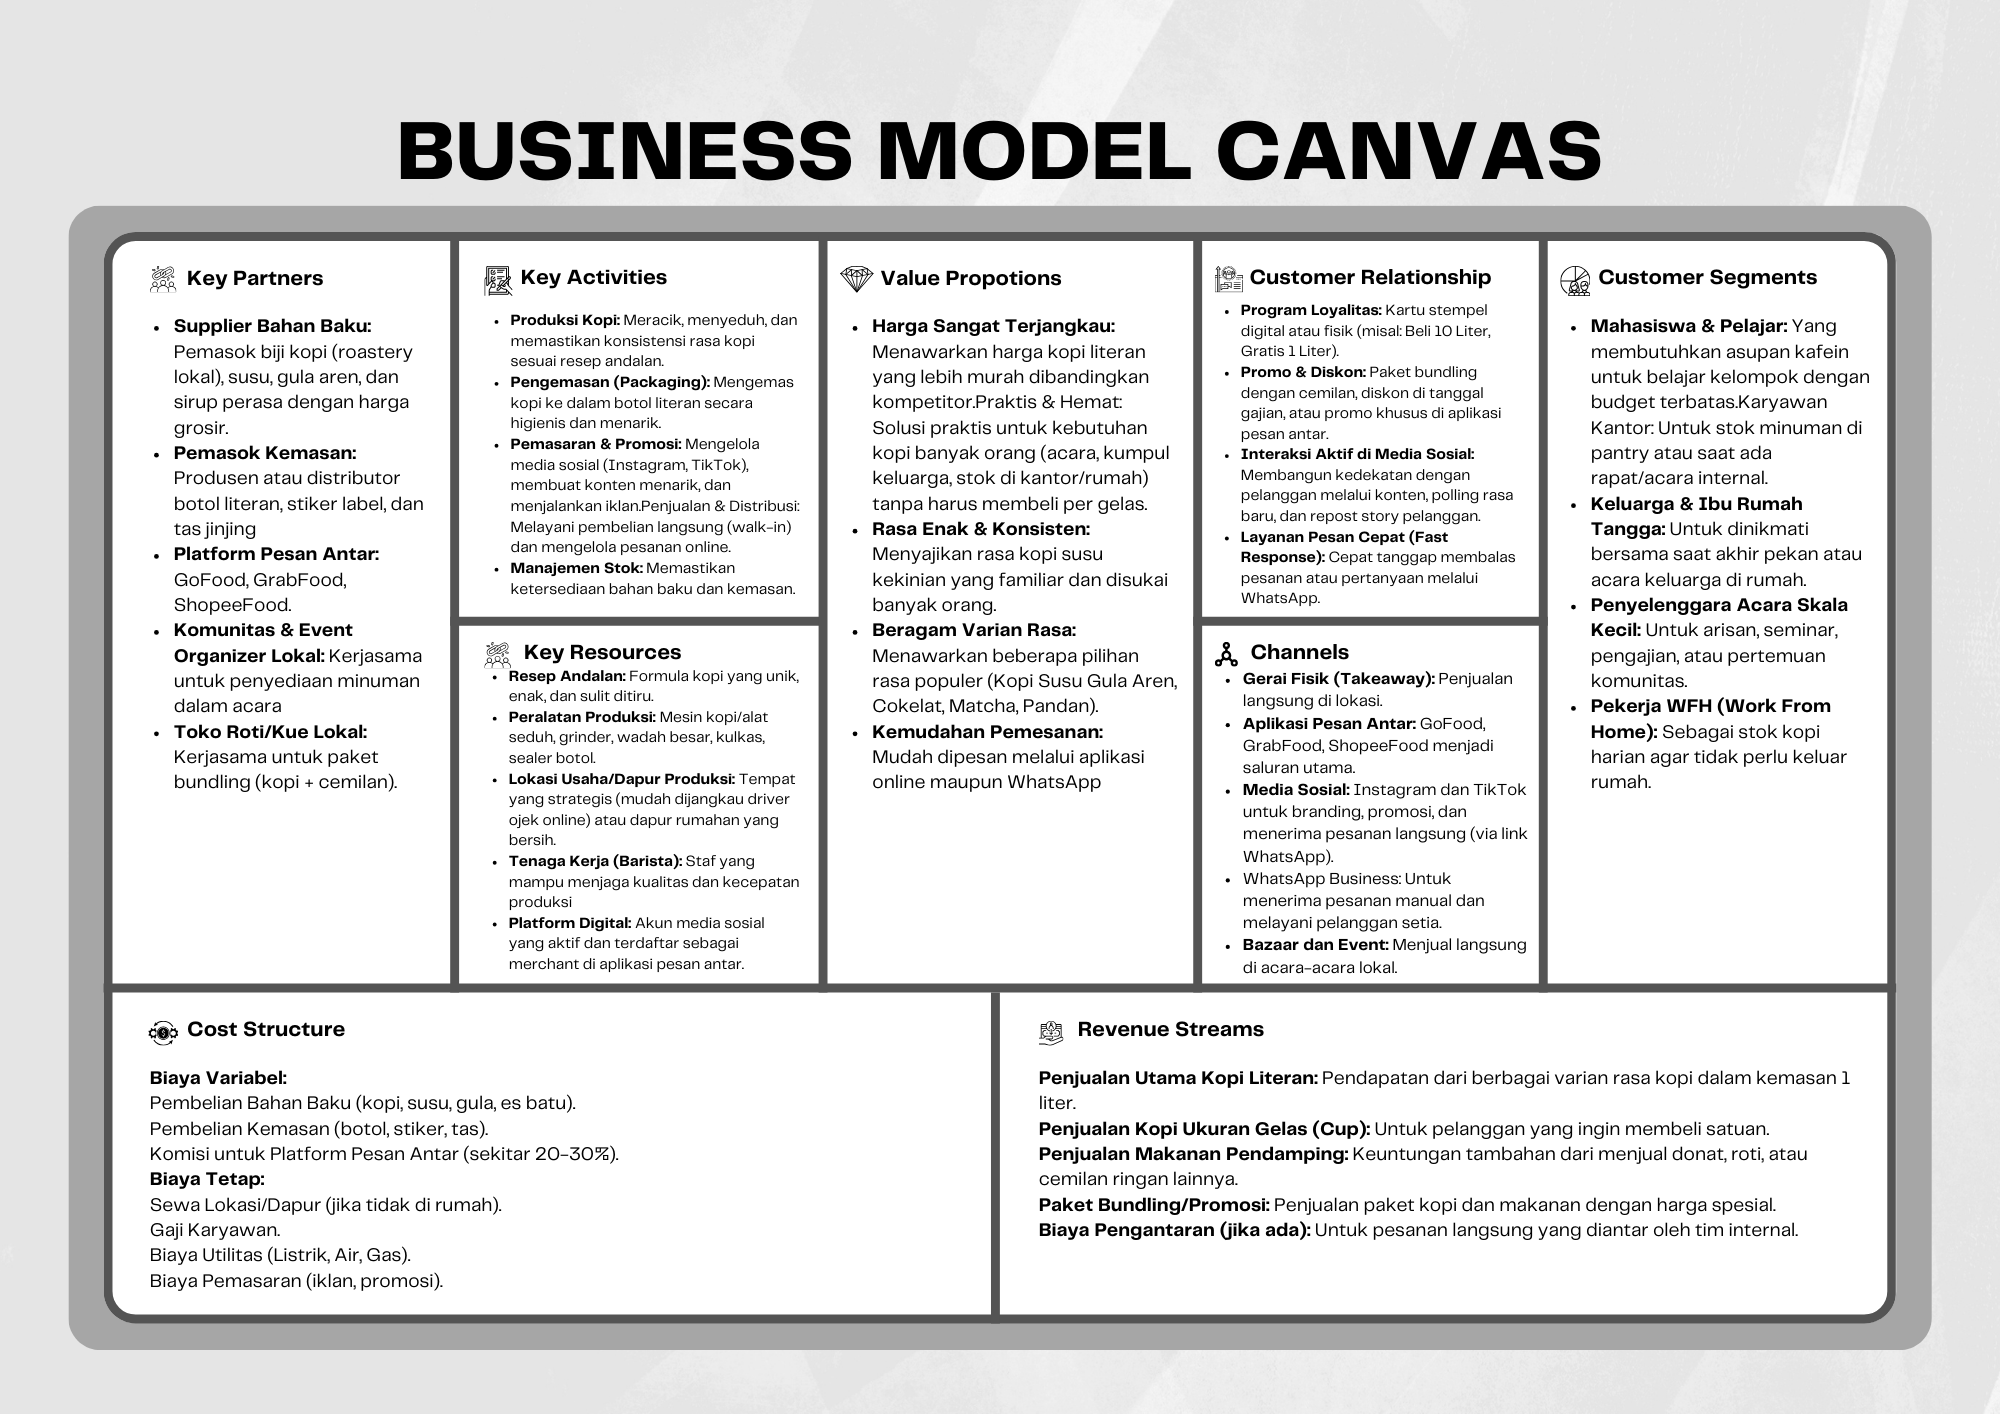 BUSINESS MODEL CANVAS
Key Partners
Supplier Bahan Baku:
Pemasok biji kopi (roastery
lokal), susu, gula aren, dan
sirup perasa dengan harga
grosir.
Pemasok Kemasan:
Produsen atau distributor
botol literan, stiker label, dan
tas jinjing
Platform Pesan Antar:
GoFood, GrabFood,
ShopeeFood.
Komunitas & Event
Organizer Lokal: Kerjasama
untuk penyediaan minuman
dalam acara
Toko Roti/Kue Lokal:
Kerjasama untuk paket
bundling (kopi + cemilan).
Key Activities
Produksi Kopi: Meracik, menyeduh, dan
memastikan konsistensi rasa kopi
sesuai resep andalan.
Pengemasan (Packaging): Mengemas
kopi ke dalam botol literan secara
higienis dan menarik.
Pemasaran & Promosi: Mengelola
media sosial (Instagram, TikTok),
membuat konten menarik, dan
menjalankan iklan.Penjualan & Distribusi:
Melayani pembelian langsung (walk-in)
dan mengelola pesanan online.
Manajemen Stok: Memastikan
ketersediaan bahan baku dan kemasan.
Key Resources
Resep Andalan: Formula kopi yang unik,
enak, dan sulit ditiru.
Peralatan Produksi: Mesin kopi/alat
seduh, grinder, wadah besar, kulkas,
sealer botol.
Lokasi Usaha/Dapur Produksi: Tempat
yang strategis (mudah dijangkau driver
ojek online) atau dapur rumahan yang
bersih.
Tenaga Kerja (Barista): Staf yang
mampu menjaga kualitas dan kecepatan
produksi
Platform Digital: Akun media sosial
yang aktif dan terdaftar sebagai
merchant di aplikasi pesan antar.
Value Propotions
Harga Sangat Terjangkau:
Menawarkan harga kopi literan
yang lebih murah dibandingkan
kompetitor.Praktis & Hemat:
Solusi praktis untuk kebutuhan
kopi banyak orang (acara, kumpul
keluarga, stok di kantor/rumah)
tanpa harus membeli per gelas.
Rasa Enak & Konsisten:
Menyajikan rasa kopi susu
kekinian yang familiar dan disukai
banyak orang.
Beragam Varian Rasa:
Menawarkan beberapa pilihan
rasa populer (Kopi Susu Gula Aren,
Cokelat, Matcha, Pandan).
Kemudahan Pemesanan:
Mudah dipesan melalui aplikasi
online maupun WhatsApp
Customer Relationship
Program Loyalitas: Kartu stempel
digital atau fisik (misal: Beli 10 Liter,
Gratis 1 Liter).
Promo & Diskon: Paket bundling
dengan cemilan, diskon di tanggal
gajian, atau promo khusus di aplikasi
pesan antar.
Interaksi Aktif di Media Sosial:
Membangun kedekatan dengan
pelanggan melalui konten, polling rasa
baru, dan repost story pelanggan.
Layanan Pesan Cepat (Fast
Response): Cepat tanggap membalas
pesanan atau pertanyaan melalui
WhatsApp.
Channels
Gerai Fisik (Takeaway): Penjualan
langsung di lokasi.
Aplikasi Pesan Antar: GoFood,
GrabFood, ShopeeFood menjadi
saluran utama.
Media Sosial: Instagram dan TikTok
untuk branding, promosi, dan
menerima pesanan langsung (via link
WhatsApp).
WhatsApp Business: Untuk
menerima pesanan manual dan
melayani pelanggan setia.
Bazaar dan Event: Menjual langsung
di acara-acara lokal.
Customer Segments
Mahasiswa & Pelajar: Yang
membutuhkan asupan kafein
untuk belajar kelompok dengan
budget terbatas.Karyawan
Kantor: Untuk stok minuman di
pantry atau saat ada
rapat/acara internal.
Keluarga & Ibu Rumah
Tangga: Untuk dinikmati
bersama saat akhir pekan atau
acara keluarga di rumah.
Penyelenggara Acara Skala
Kecil: Untuk arisan, seminar,
pengajian, atau pertemuan
komunitas.
Pekerja WFH (Work From
Home): Sebagai stok kopi
harian agar tidak perlu keluar
rumah.
Cost Structure
Biaya Variabel:
Pembelian Bahan Baku (kopi, susu, gula, es batu).
Pembelian Kemasan (botol, stiker, tas).
Komisi untuk Platform Pesan Antar (sekitar 20-30%).
Biaya Tetap:
Sewa Lokasi/Dapur (jika tidak di rumah).
Gaji Karyawan.
Biaya Utilitas (Listrik, Air, Gas).
Biaya Pemasaran (iklan, promosi).
Revenue Streams
Penjualan Utama Kopi Literan: Pendapatan dari berbagai varian rasa kopi dalam kemasan 1
liter.
Penjualan Kopi Ukuran Gelas (Cup): Untuk pelanggan yang ingin membeli satuan.
Penjualan Makanan Pendamping: Keuntungan tambahan dari menjual donat, roti, atau
cemilan ringan lainnya.
Paket Bundling/Promosi: Penjualan paket kopi dan makanan dengan harga spesial.
Biaya Pengantaran (jika ada): Untuk pesanan langsung yang diantar oleh tim internal.